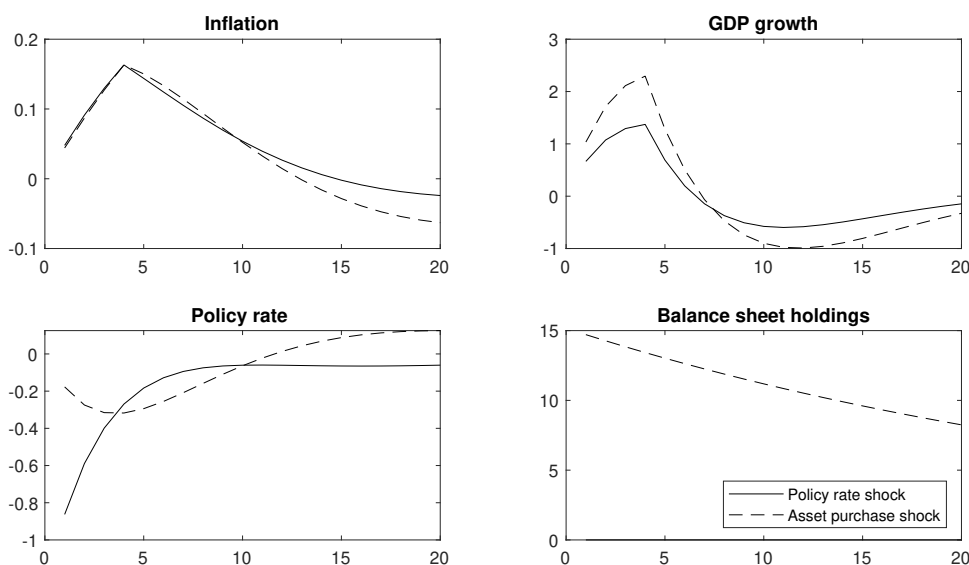 Inflation
0.2
0.1
0
-0.1
0 5 10 15 20
GDP growth
3
2
1
0
-1
0 5 10 15 20
Policy rate
0
-0.2
-0.4
-0.6
-0.8
-1
0 5 10 15 20
Balance sheet holdings
15
10
5
0
0 5 10 15 20
Policy rate shock
Asset purchase shock